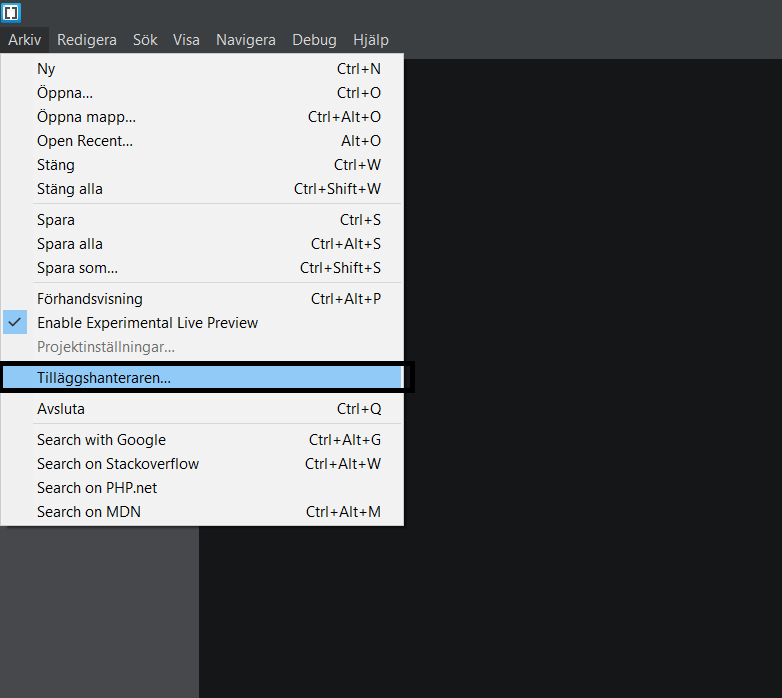 Arkiv Redigera Sök Visa Navigera Debug Hjälp
Ny Ctrl+N
Öppna... Ctrl+O
Öppna mapp... Ctrl+Alt+O
Open Recent... Alt+O
Stäng Ctrl+W
Stäng alla Ctrl+Shift+W
Spara Ctrl+S
Spara alla Ctrl+Alt+S
Spara som... Ctrl+Shift+S
Förhandsvisning Ctrl+Alt+P
Enable Experimental Live Preview
Projektinställningar...
Tilläggshanteraren...
Avsluta Ctrl+Q
Search with Google Ctrl+Alt+G
Search on Stackoverflow Ctrl+Alt+W
Search on PHP.net
Search on MDN Ctrl+Alt+M